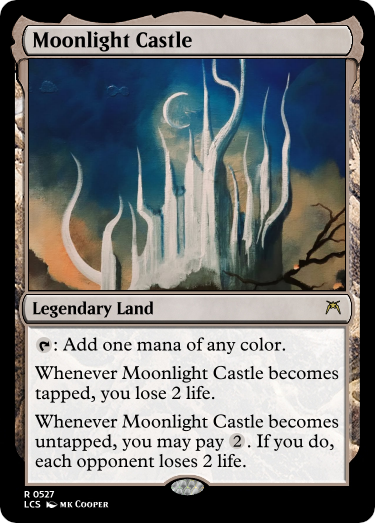 Moonlight Castle
Legendary Land
: Add one mana of any color.
Whenever Moonlight Castle becomes
tapped, you lose 2 life.
Whenever Moonlight Castle becomes
untapped, you may pay 2. If you do,
each opponent loses 2 life.
R 0527
LCS MK COOPER